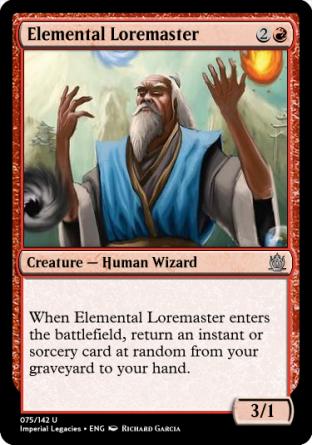 Elemental Loremaster 2
Creature — Human Wizard
When Elemental Loremaster enters
the battlefield, return an instant or
sorcery card at random from your
graveyard to your hand.
075/142 U
Imperial Legacies • ENG Richard Garcia
3/1